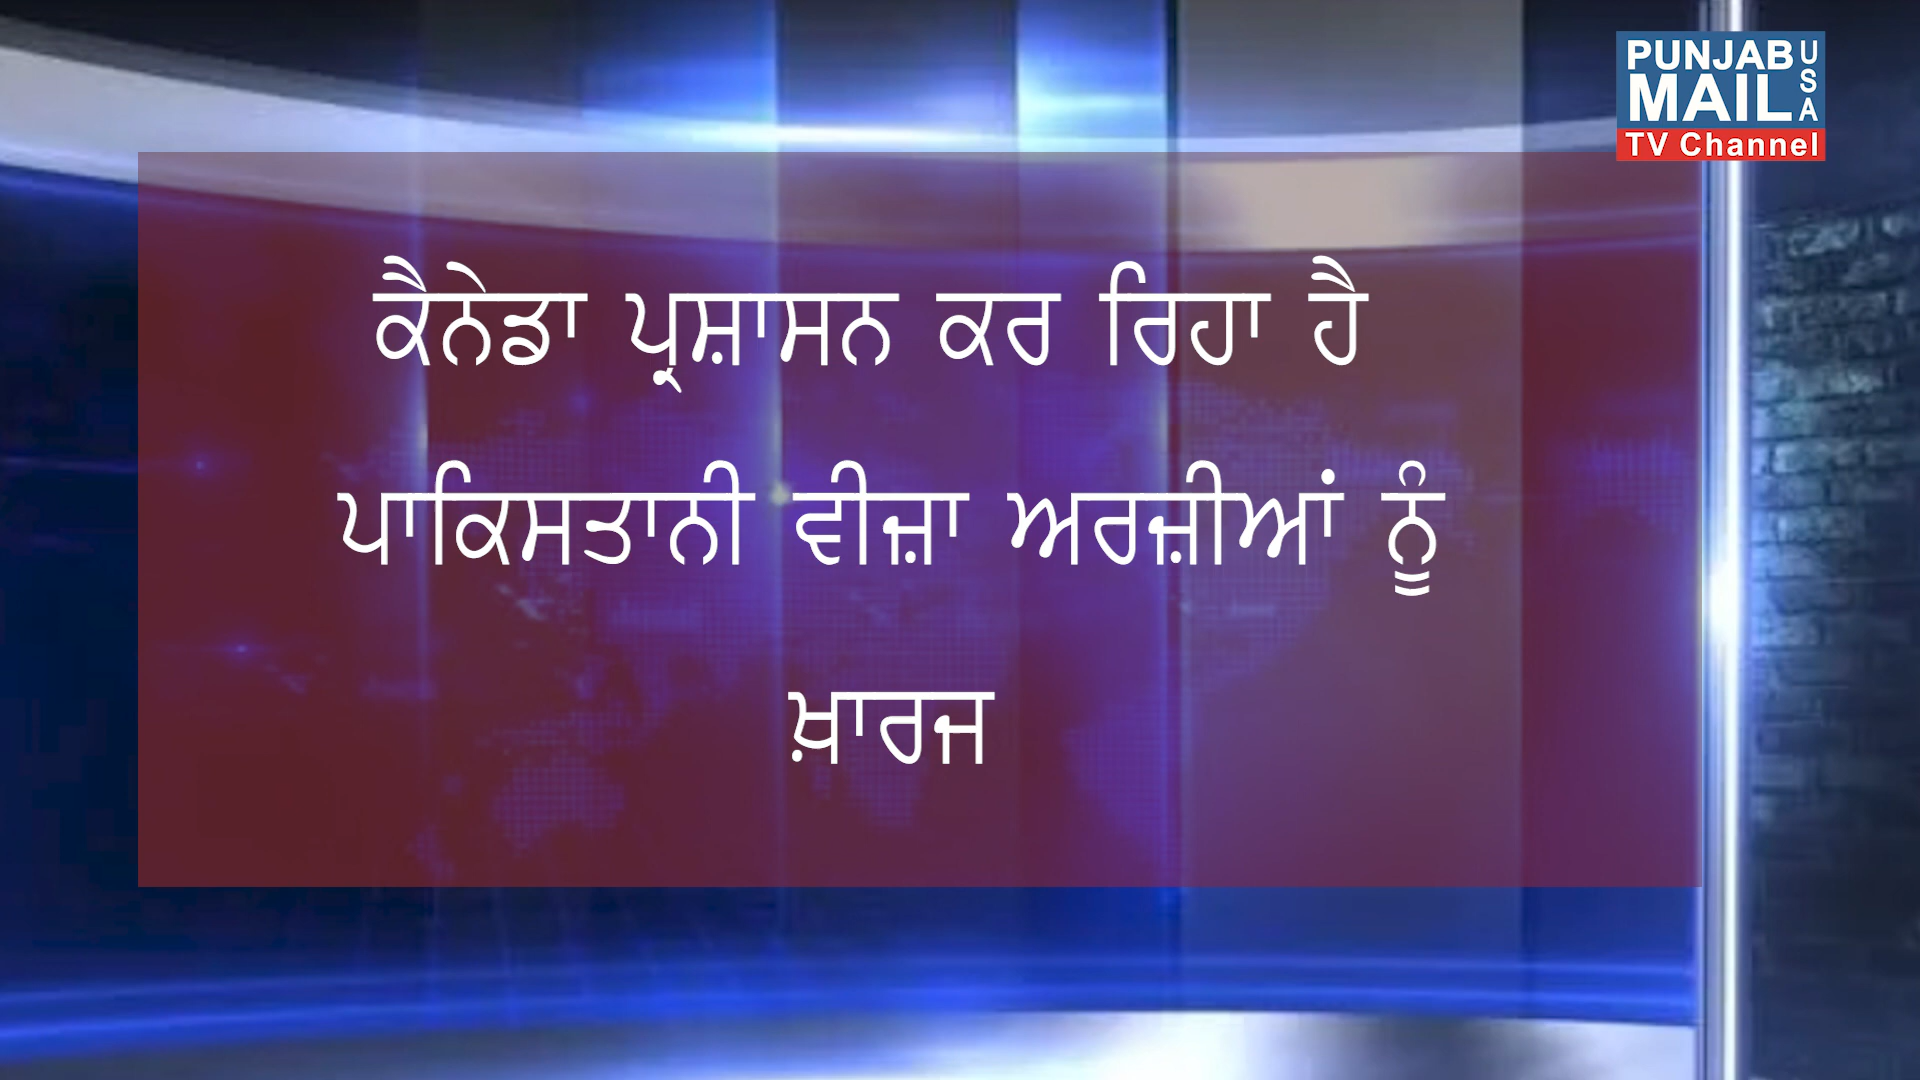 PUNJAB USA
MAIL
TV Channel
ਕੈਨੇਡਾ ਪ੍ਰਸ਼ਾਸਨ ਕਰ ਰਿਹਾ ਹੈ
ਪਾਕਿਸਤਾਨੀ ਵੀਜ਼ਾ ਅਰਜ਼ੀਆਂ ਨੂੰ
ਖ਼ਾਰਜ